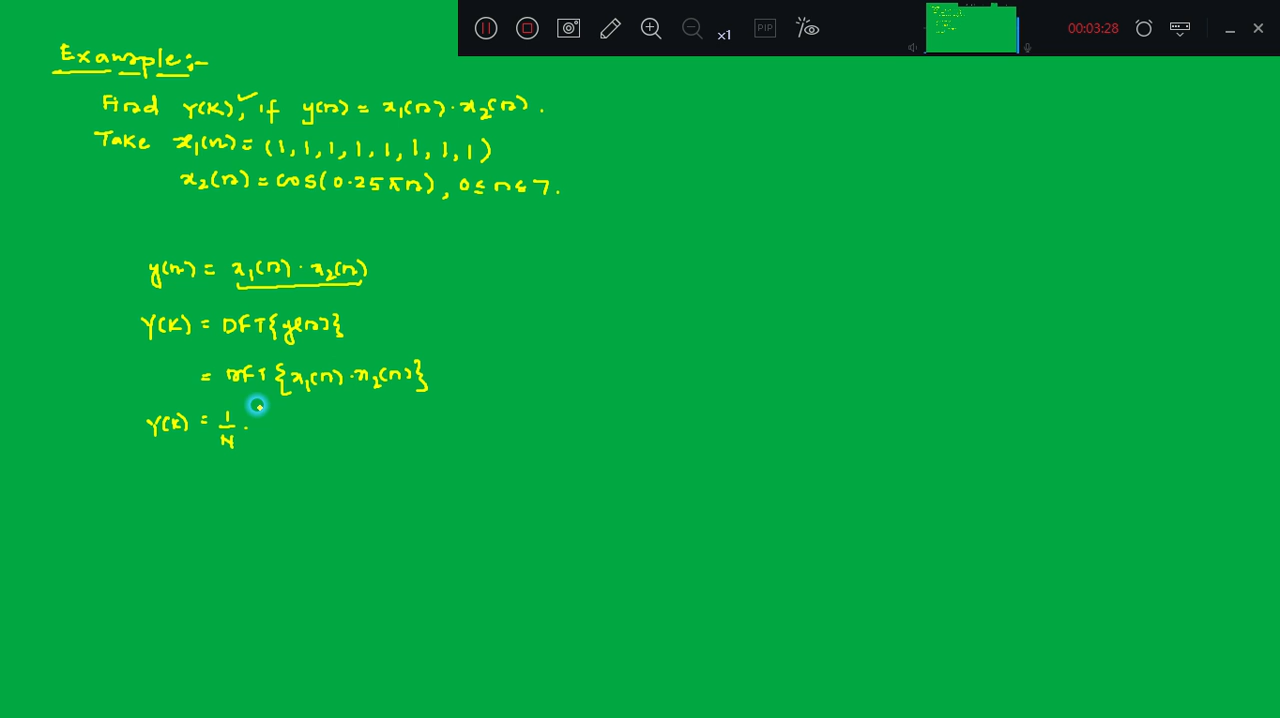 x1
PIP
00:03:28
Example:-
Find Y(K), if y(n) = x₁(n) · x₂(n).
Take x₁(n) = (1, 1, 1, 1, 1, 1, 1, 1)
x₂(n) = cos(0.25πn), 0 ≤ n ≤ 7.
y(n) = x₁(n) · x₂(n)
Y(K) = DFT{y(n)}
= DFT{x₁(n) · x₂(n)}
Y(K) = 1/N ·